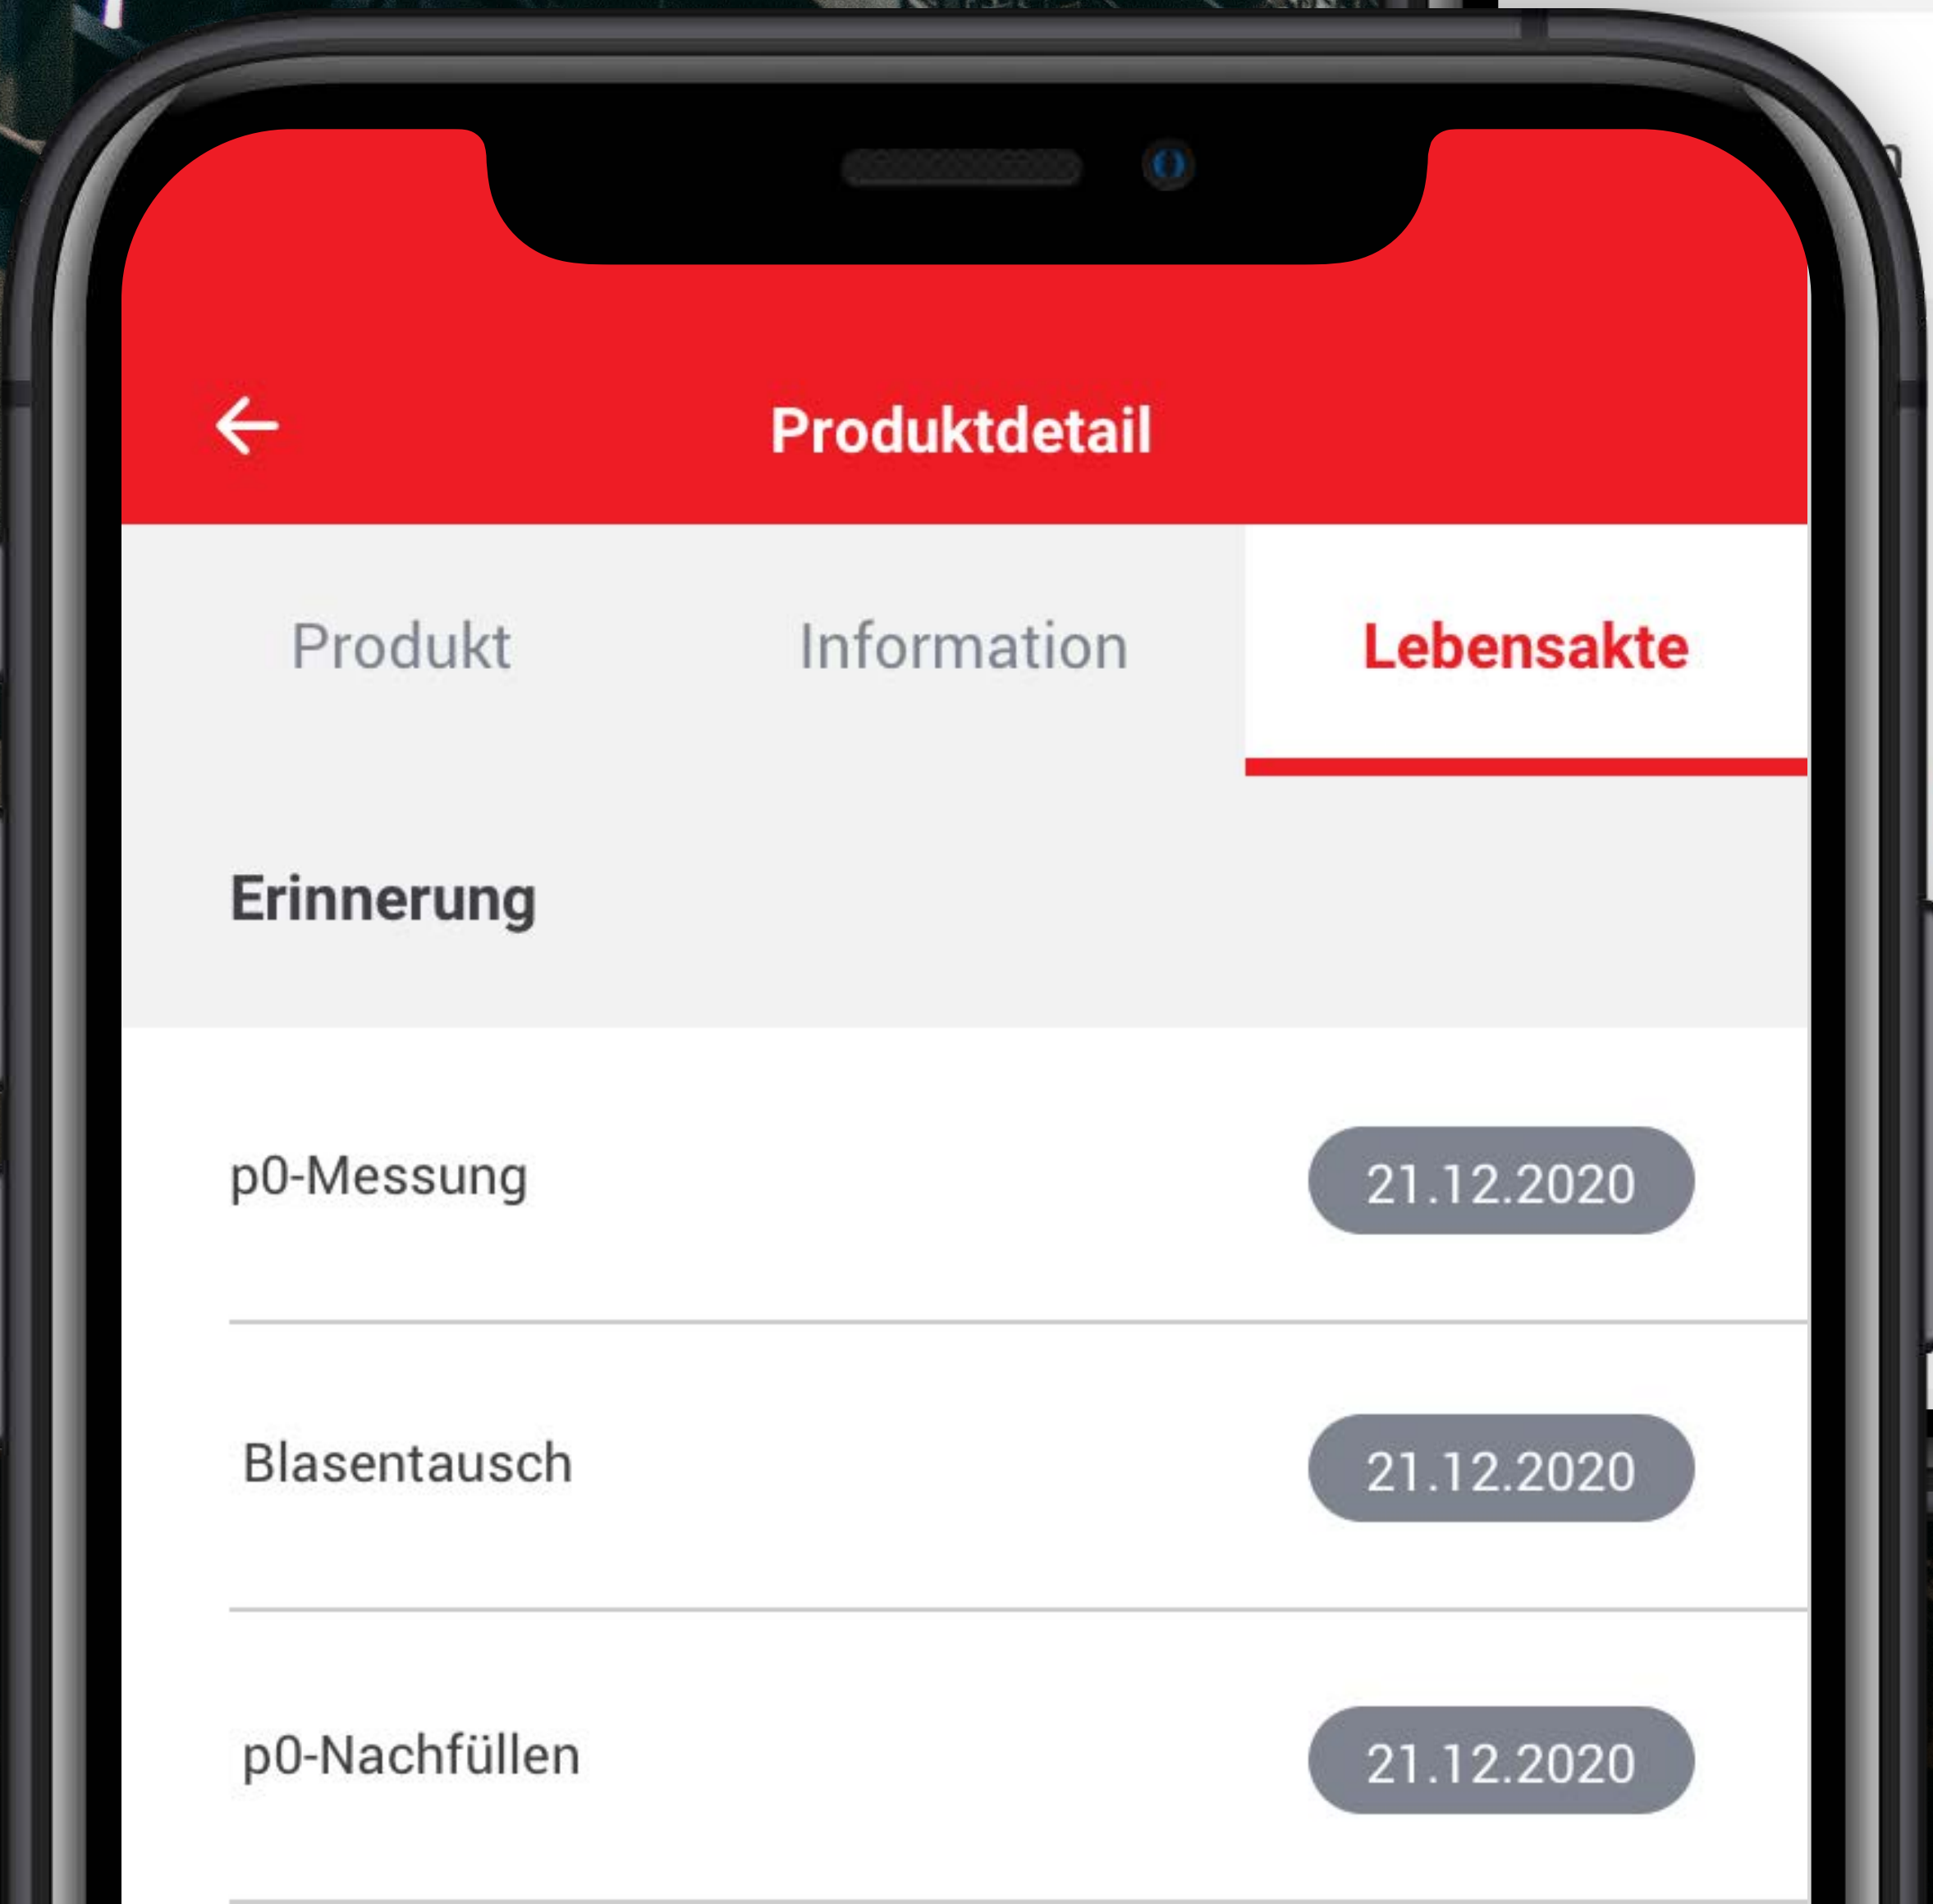 Produktdetail
Produkt Information Lebensakte
Erinnerung
p0-Messung 21.12.2020
Blasentausch 21.12.2020
p0-Nachfüllen 21.12.2020